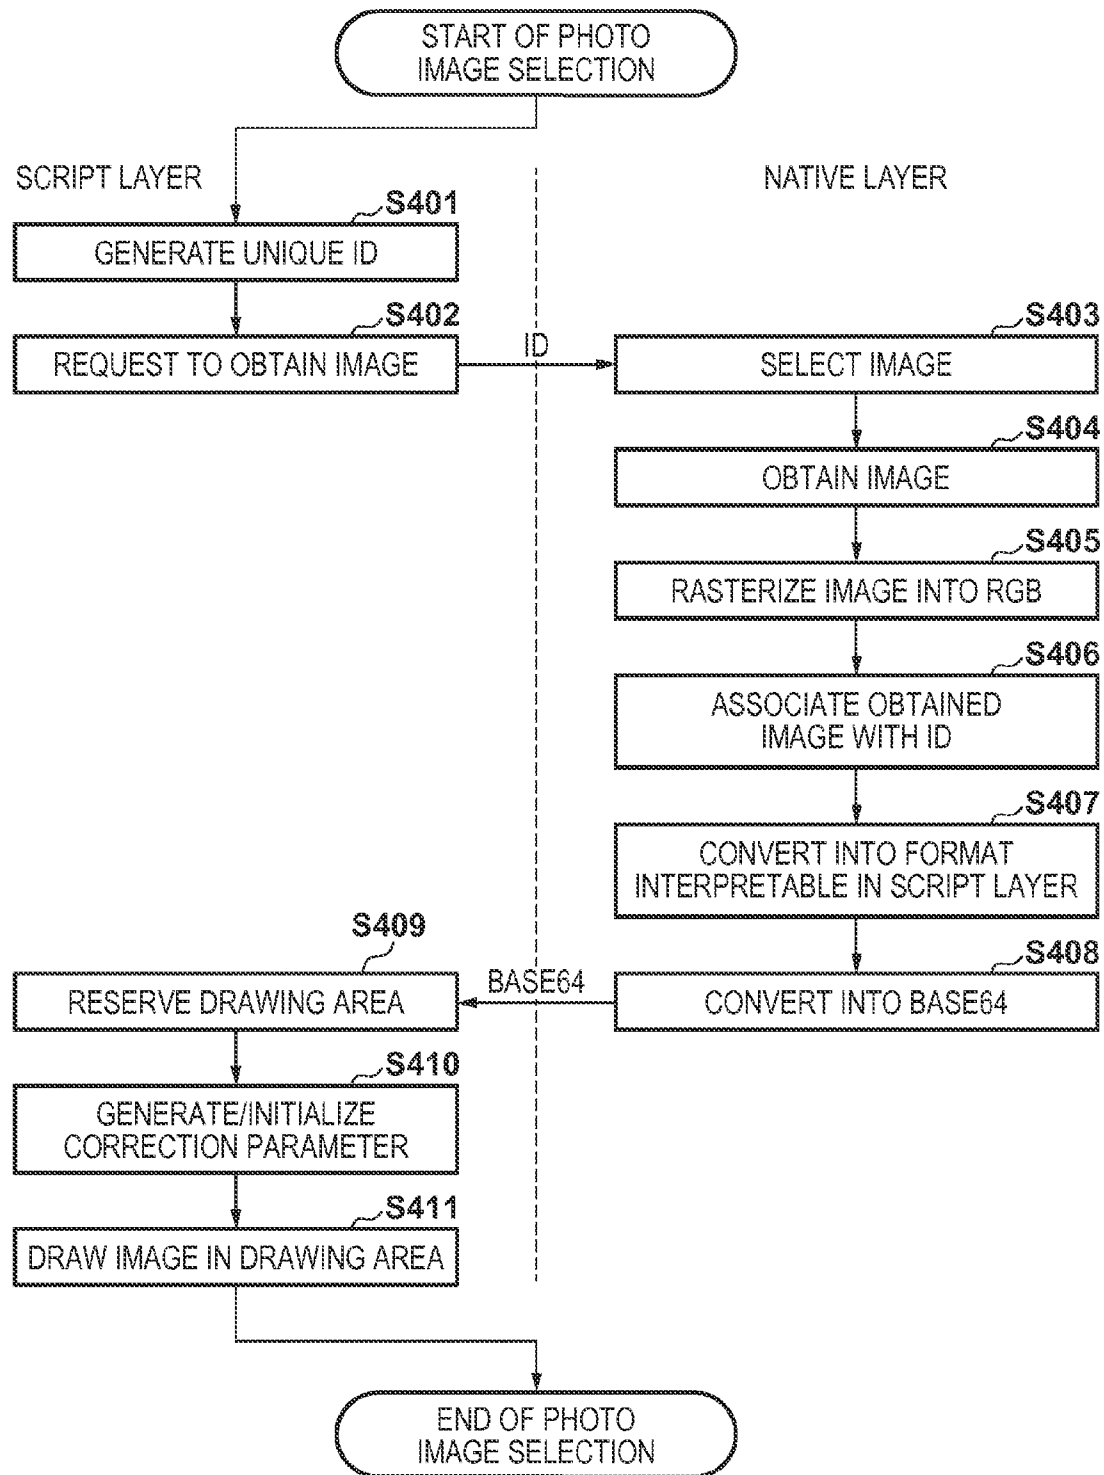 START OF PHOTO
IMAGE SELECTION
SCRIPT LAYER
NATIVE LAYER
S401
GENERATE UNIQUE ID
S402
REQUEST TO OBTAIN IMAGE
ID
S403
SELECT IMAGE
S404
OBTAIN IMAGE
S405
RASTERIZE IMAGE INTO RGB
S406
ASSOCIATE OBTAINED
IMAGE WITH ID
S407
CONVERT INTO FORMAT
INTERPRETABLE IN SCRIPT LAYER
S408
CONVERT INTO BASE64
BASE64
S409
RESERVE DRAWING AREA
S410
GENERATE/INITIALIZE
CORRECTION PARAMETER
S411
DRAW IMAGE IN DRAWING AREA
END OF PHOTO
IMAGE SELECTION